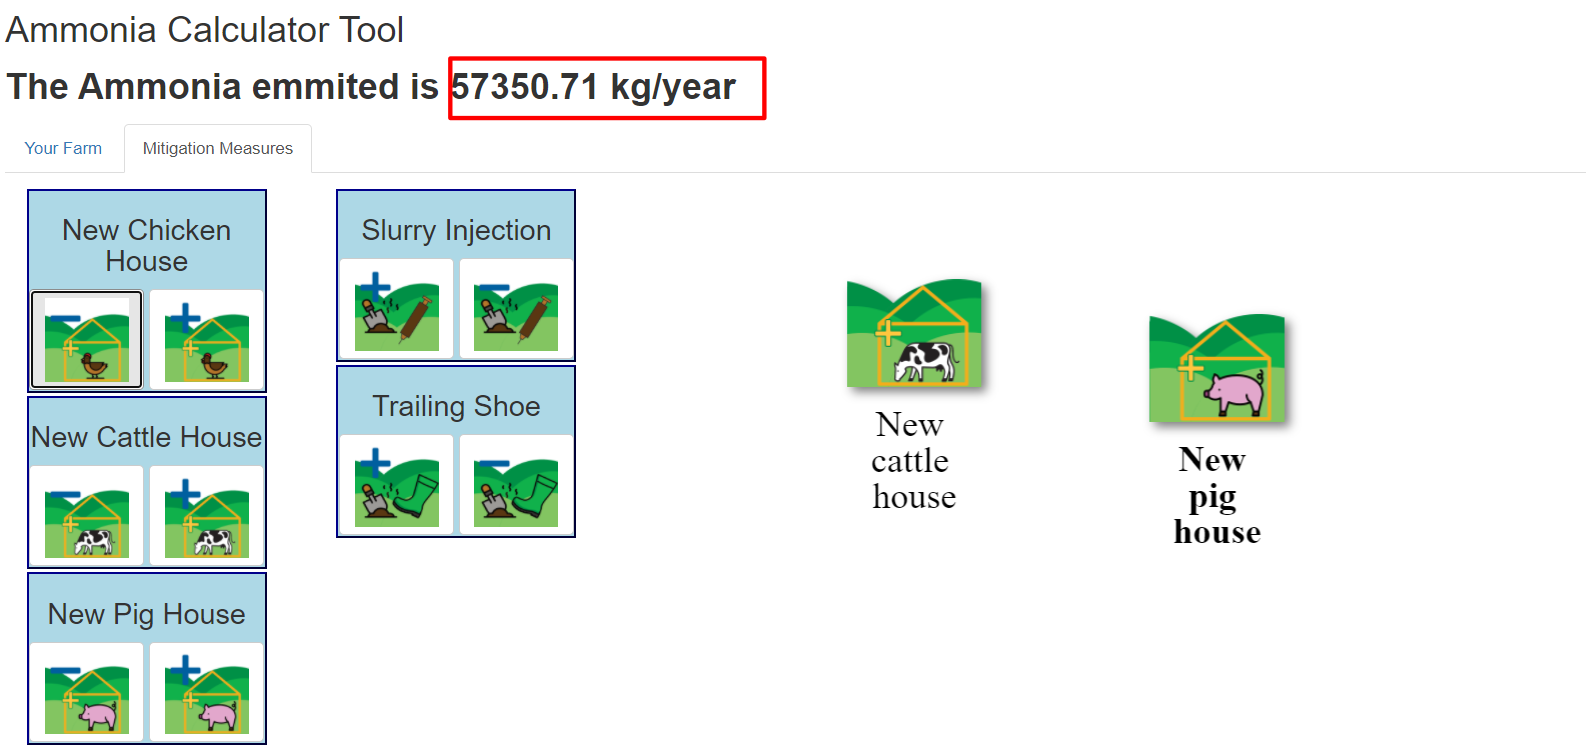 Ammonia Calculator Tool
The Ammonia emmited is 57350.71 kg/year
Your Farm
Mitigation Measures
New Chicken
House
New Cattle House
New Pig House
Slurry Injection
Trailing Shoe
New
cattle
house
New
pig
house